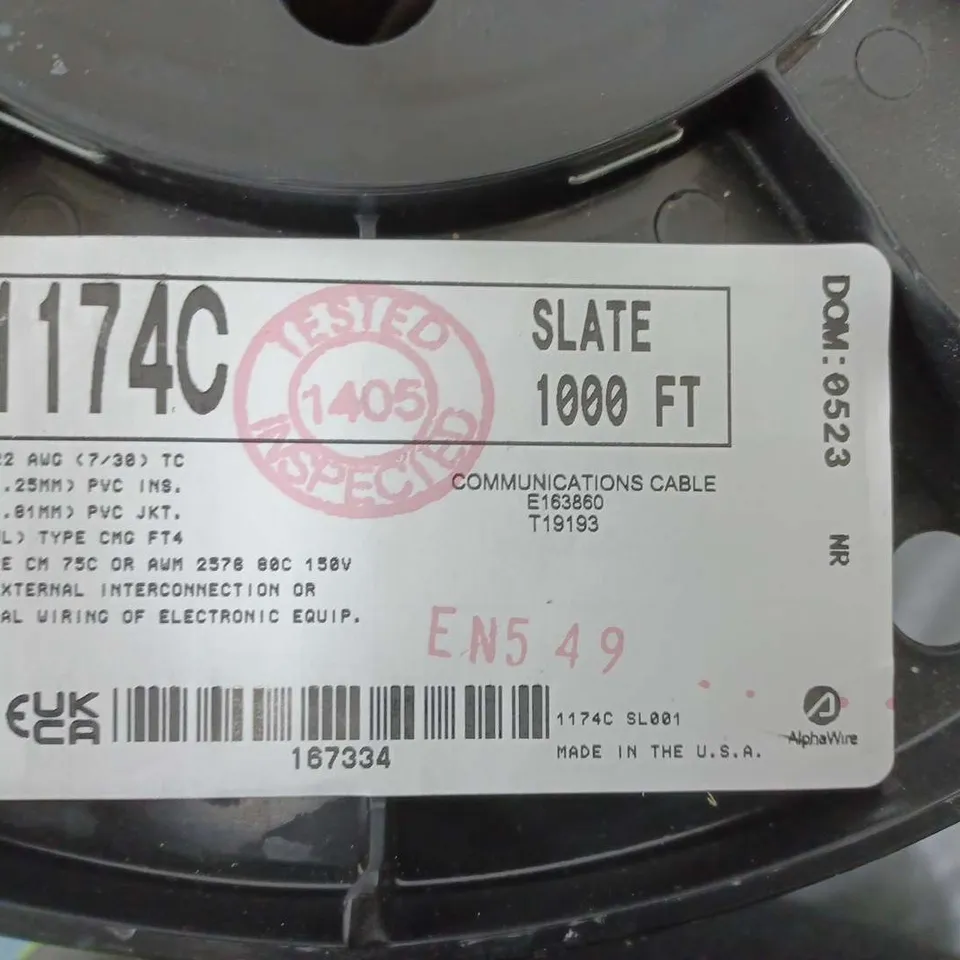 1174C
SLATE
1000 FT
TESTED
1405
INSPECTED
22 AWG (7/30) TC
.25MM) PVC INS.
.81MM) PVC JKT.
L) TYPE CMG FT4
E CM 75C OR AWM 2576 80C 150V
XTERNAL INTERCONNECTION OR
AL WIRING OF ELECTRONIC EQUIP.
COMMUNICATIONS CABLE
E163860
T19193
DOM:0523 NR
EN549
UK
CA
167334
1174C SL001
MADE IN THE U.S.A.
AlphaWire